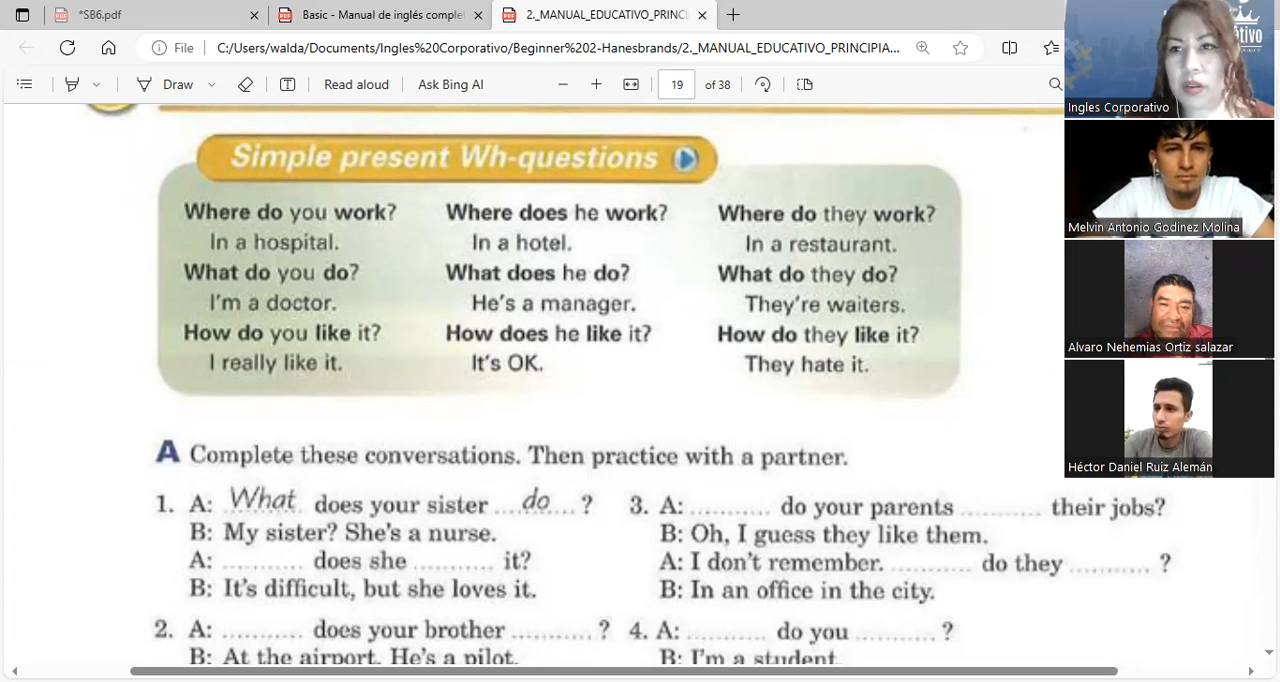 *SB6.pdf
Basic - Manual de inglés complet
2._MANUAL_EDUCATIVO_PRINCI
File
C:/Users/walda/Documents/Ingles%20Corporativo/Beginner%202-Hanesbrands/2._MANUAL_EDUCATIVO_PRINCIPIA...
Draw
Read aloud
Ask Bing AI
19 of 38
Simple present Wh-questions
Where do you work?
In a hospital.
What do you do?
I'm a doctor.
How do you like it?
I really like it.
Where does he work?
In a hotel.
What does he do?
He's a manager.
How does he like it?
It's OK.
Where do they work?
In a restaurant.
What do they do?
They're waiters.
How do they like it?
They hate it.
A Complete these conversations. Then practice with a partner.
1. A: What does your sister ....do....?
B: My sister? She's a nurse.
A: ........... does she ........... it?
B: It's difficult, but she loves it.
2. A: ........... does your brother ...........?
B: At the airport. He's a pilot.
3. A: ........... do your parents ........... their jobs?
B: Oh, I guess they like them.
A: I don't remember. ........... do they ...........?
B: In an office in the city.
4. A: ........... do you ...........?
B: I'm a student.
Ingles Corporativo
Melvin Antonio Godinez Molina
Alvaro Nehemias Ortiz salazar
Héctor Daniel Ruiz Alemán